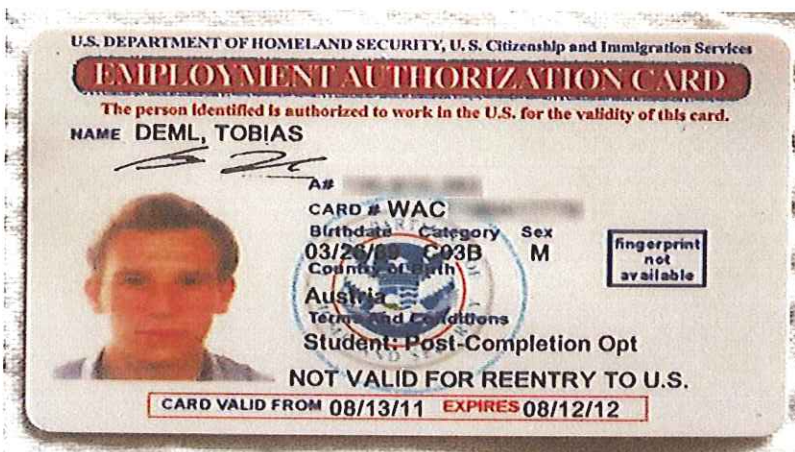 U.S. DEPARTMENT OF HOMELAND SECURITY, U. S. Citizenship and Immigration Services
EMPLOYMENT AUTHORIZATION CARD
The person identified is authorized to work in the U.S. for the validity of this card.
NAME DEML, TOBIAS
A#
CARD # WAC
Birthdate Category Sex
03/26/89 C03B M
fingerprint
not
available
Country of Birth
Austria
Terms And Conditions
Student; Post-Completion Opt
NOT VALID FOR REENTRY TO U.S.
CARD VALID FROM 08/13/11 EXPIRES 08/12/12